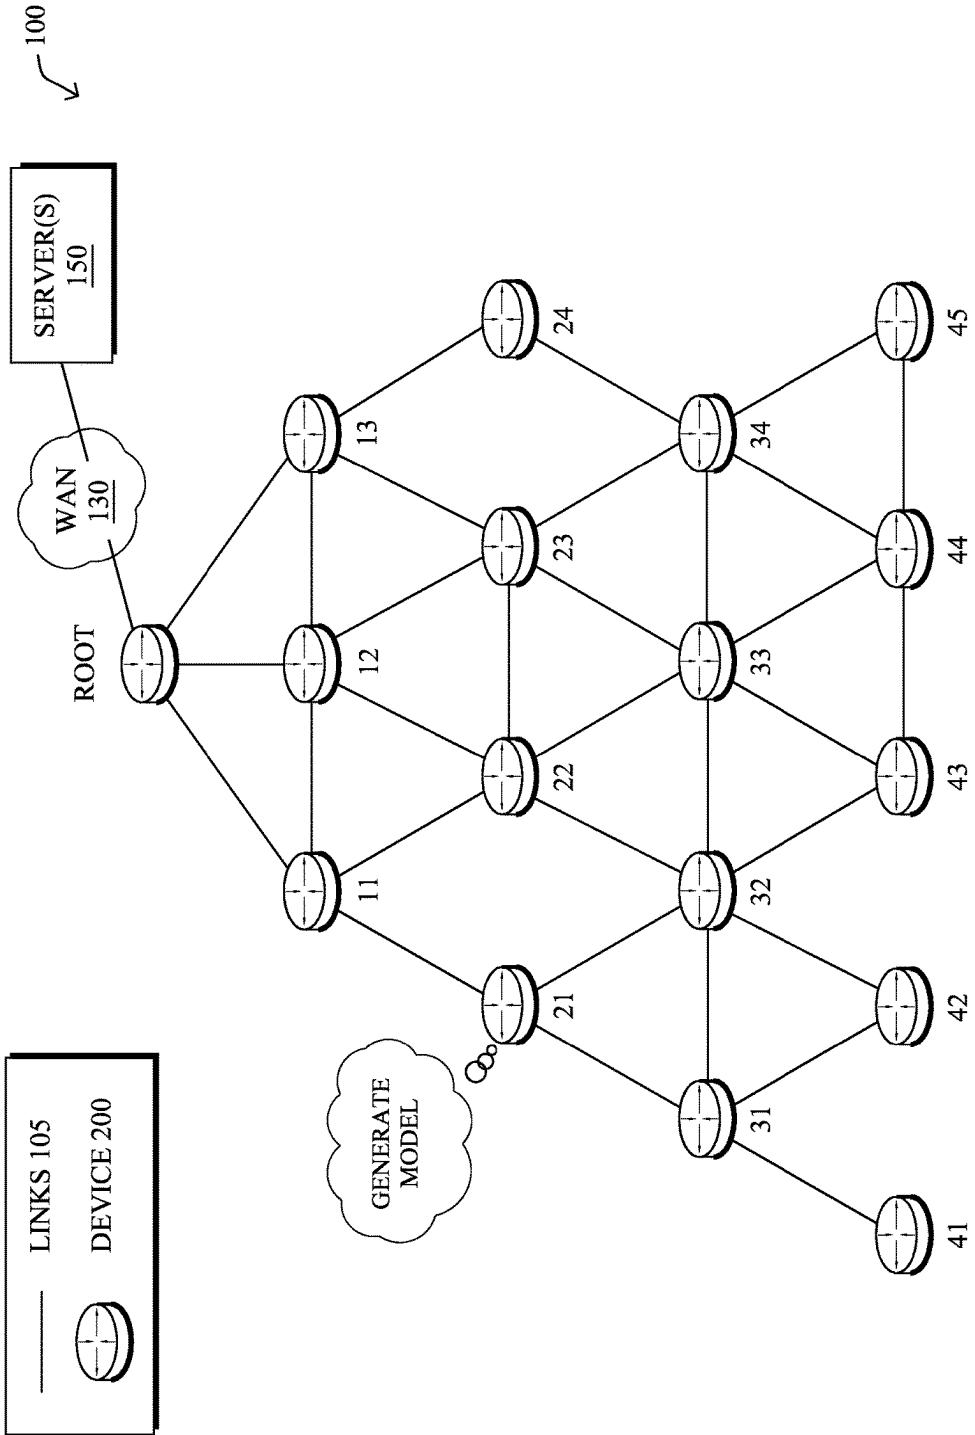 LINKS 105
DEVICE 200
100
SERVER(S)
150
WAN
130
ROOT
11
12
13
GENERATE
MODEL
21
22
23
24
31
32
33
34
41
42
43
44
45